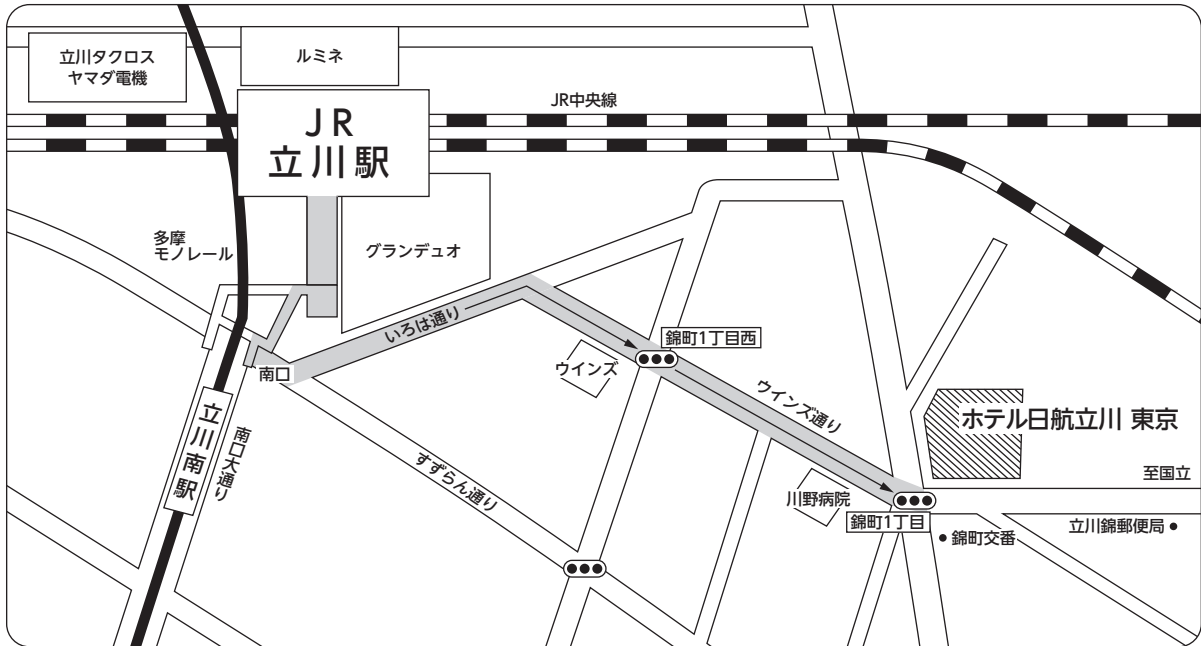 立川タクロス
ヤマダ電機
ルミネ
JR中央線
JR
立川駅
多摩
モノレール
グランデュオ
いろは通り
錦町1丁目西
南口
ウインズ
ウインズ通り
ホテル日航立川 東京
立川南駅
南口大通り
すずらん通り
至国立
川野病院
錦町1丁目
錦町交番
立川錦郵便局